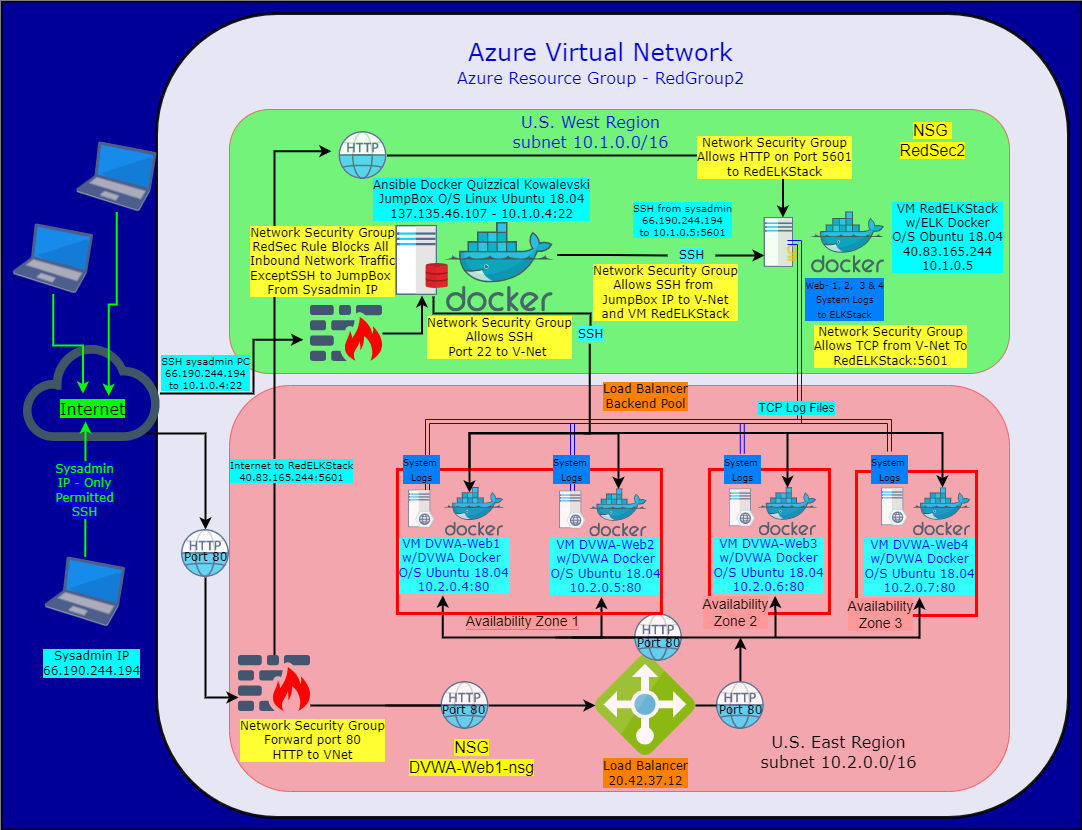 Azure Virtual Network
Azure Resource Group - RedGroup2
U.S. West Region
subnet 10.1.0.0/16
NSG
RedSec2
HTTP
Network Security Group
Allows HTTP on Port 5601
to RedELKStack
Ansible Docker Quizzical Kowalevski
JumpBox O/S Linux Ubuntu 18.04
137.135.46.107 - 10.1.0.4:22
SSH from sysadmin
66.190.244.194
to 10.1.0.5:5601
VM RedELKStack
w/ELK Docker
O/S Obuntu 18.04
40.83.165.244
10.1.0.5
Network Security Group
RedSec Rule Blocks All
Inbound Network Traffic
ExceptSSH to JumpBox
From Sysadmin IP
docker
SSH
docker
Network Security Group
Allows SSH from
JumpBox IP to V-Net
and VM RedELKStack
Web- 1, 2, 3 & 4
System Logs
to ELKStack
Network Security Group
Allows SSH
Port 22 to V-Net
SSH
Network Security Group
Allows TCP from V-Net To
RedELKStack:5601
SSH sysadmin PC
66.190.244.194
to 10.1.0.4:22
Internet
Load Balancer
Backend Pool
TCP Log Files
Sysadmin
IP - Only
Permitted
SSH
Internet to RedELKStack
40.83.165.244:5601
System
Logs
System
Logs
System
Logs
System
Logs
docker
docker
docker
docker
VM DVWA-Web1
w/DVWA Docker
O/S Ubuntu 18.04
10.2.0.4:80
VM DVWA-Web2
w/DVWA Docker
O/S Ubuntu 18.04
10.2.0.5:80
VM DVWA-Web3
w/DVWA Docker
O/S Ubuntu 18.04
10.2.0.6:80
VM DVWA-Web4
w/DVWA Docker
O/S Ubuntu 18.04
10.2.0.7:80
HTTP
Port 80
Availability Zone 1
Availability
Zone 2
Availability
Zone 3
HTTP
Port 80
Sysadmin IP
66.190.244.194
HTTP
Port 80
HTTP
Port 80
Network Security Group
Forward port 80
HTTP to VNet
NSG
DVWA-Web1-nsg
Load Balancer
20.42.37.12
U.S. East Region
subnet 10.2.0.0/16